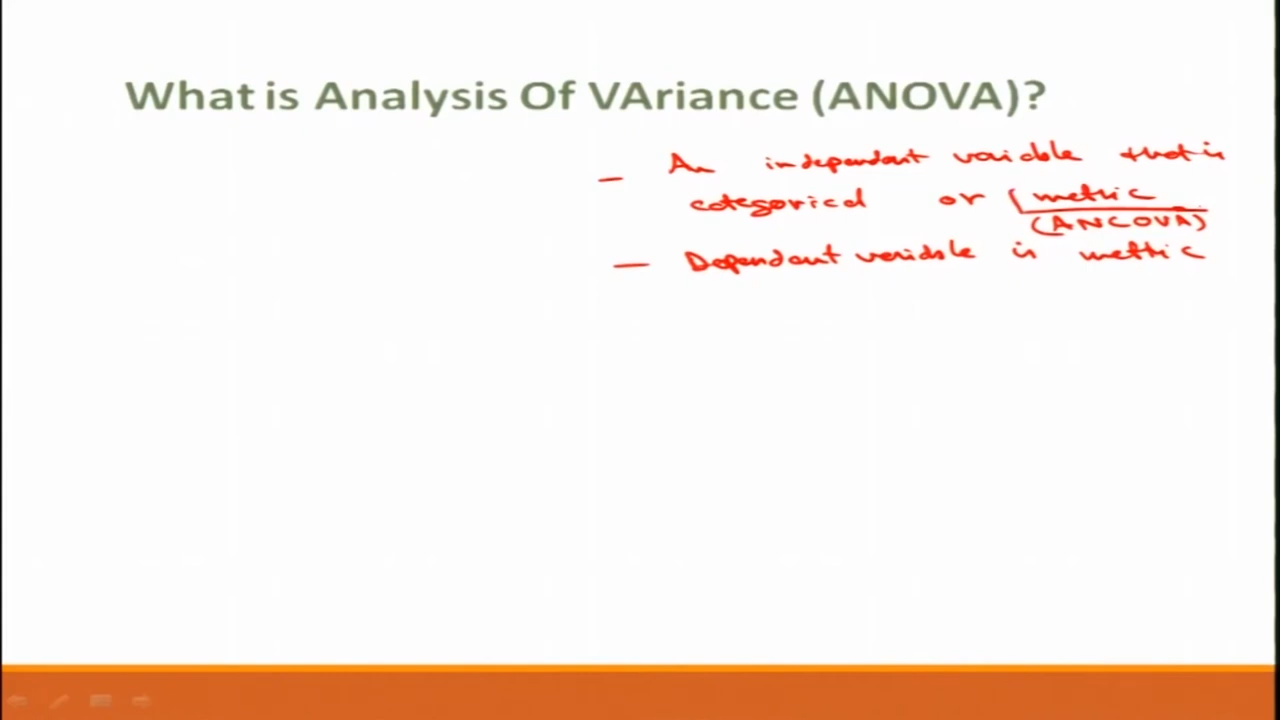 What is Analysis Of VAriance (ANOVA)?
– An independent variable that is
categorical or metric
(ANCOVA)
– Dependent variable is metric